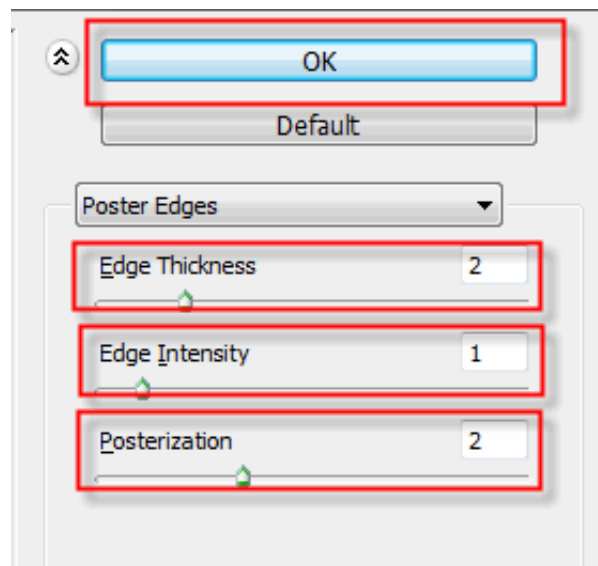 OK
Default
Poster Edges
Edge Thickness 2
Edge Intensity 1
Posterization 2